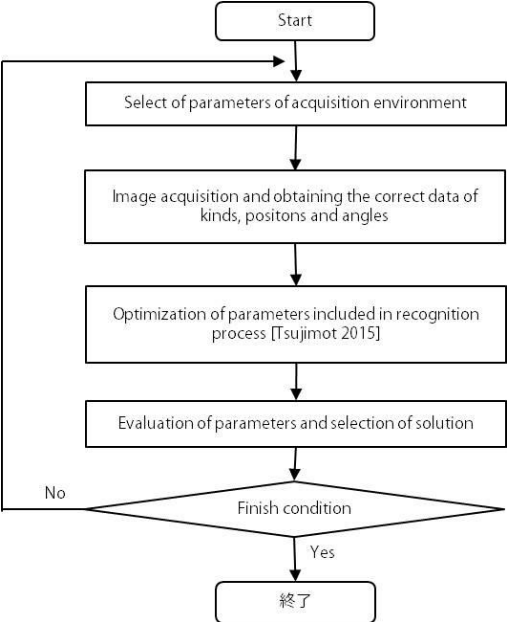 Start
Select of parameters of acquisition environment
Image acquisition and obtaining the correct data of
kinds, positons and angles
Optimization of parameters included in recognition
process [Tsujimot 2015]
Evaluation of parameters and selection of solution
No
Finish condition
Yes
終了